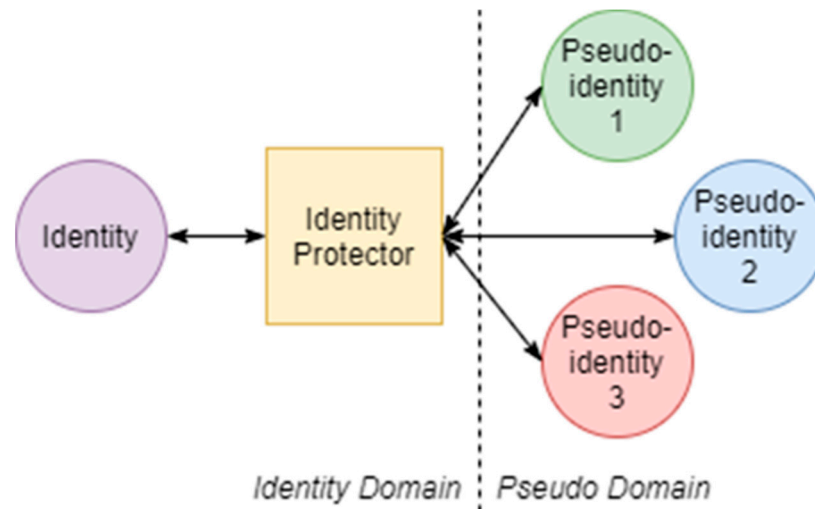 Pseudo-
identity
1
Identity
Identity
Protector
Pseudo-
identity
2
Pseudo-
identity
3
Identity Domain
Pseudo Domain